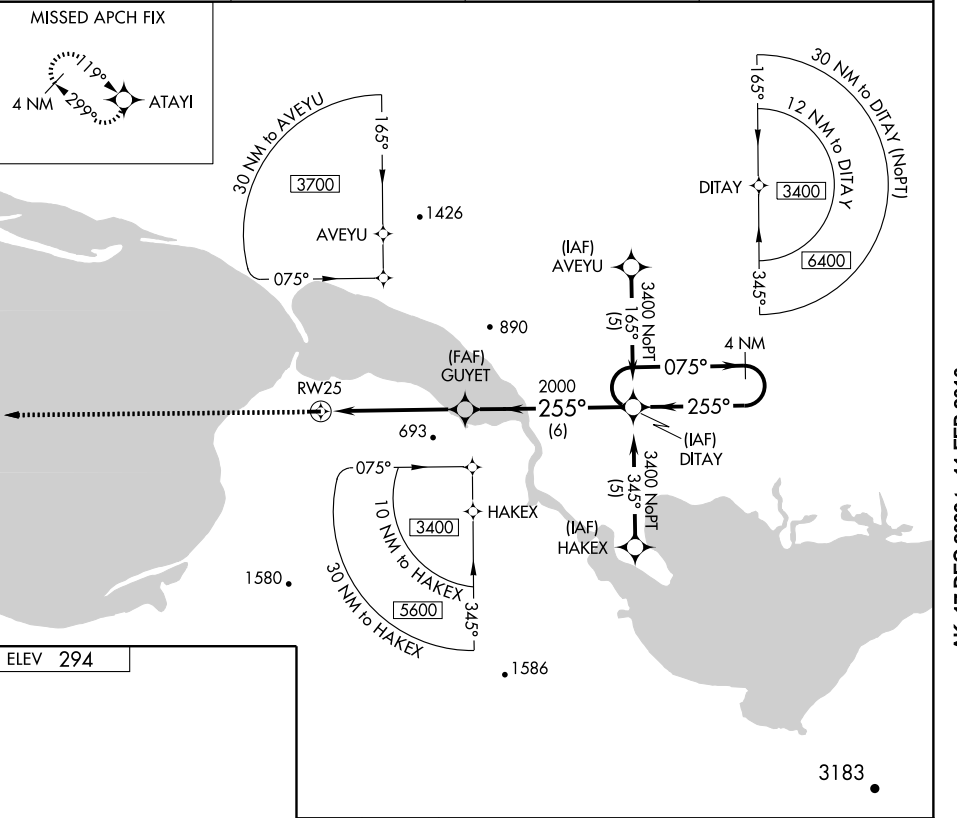 MISSED APCH FIX
119°
4 NM
299°
ATAYI
30 NM to AVEYU
165°
3700
AVEYU
1426
075°
30 NM to DITAY (NoPT)
165°
12 NM to DITAY
DITAY
3400
6400
345°
(IAF)
AVEYU
3400 NoPT
165°
(5)
890
4 NM
075°
(FAF)
GUYET
RW25
2000
255°
(6)
255°
693
(IAF)
DITAY
075°
3400 NoPT
345°
(5)
HAKEX
3400
10 NM to HAKEX
(IAF)
HAKEX
1580
5600
345°
30 NM to HAKEX
ELEV 294
1586
3183